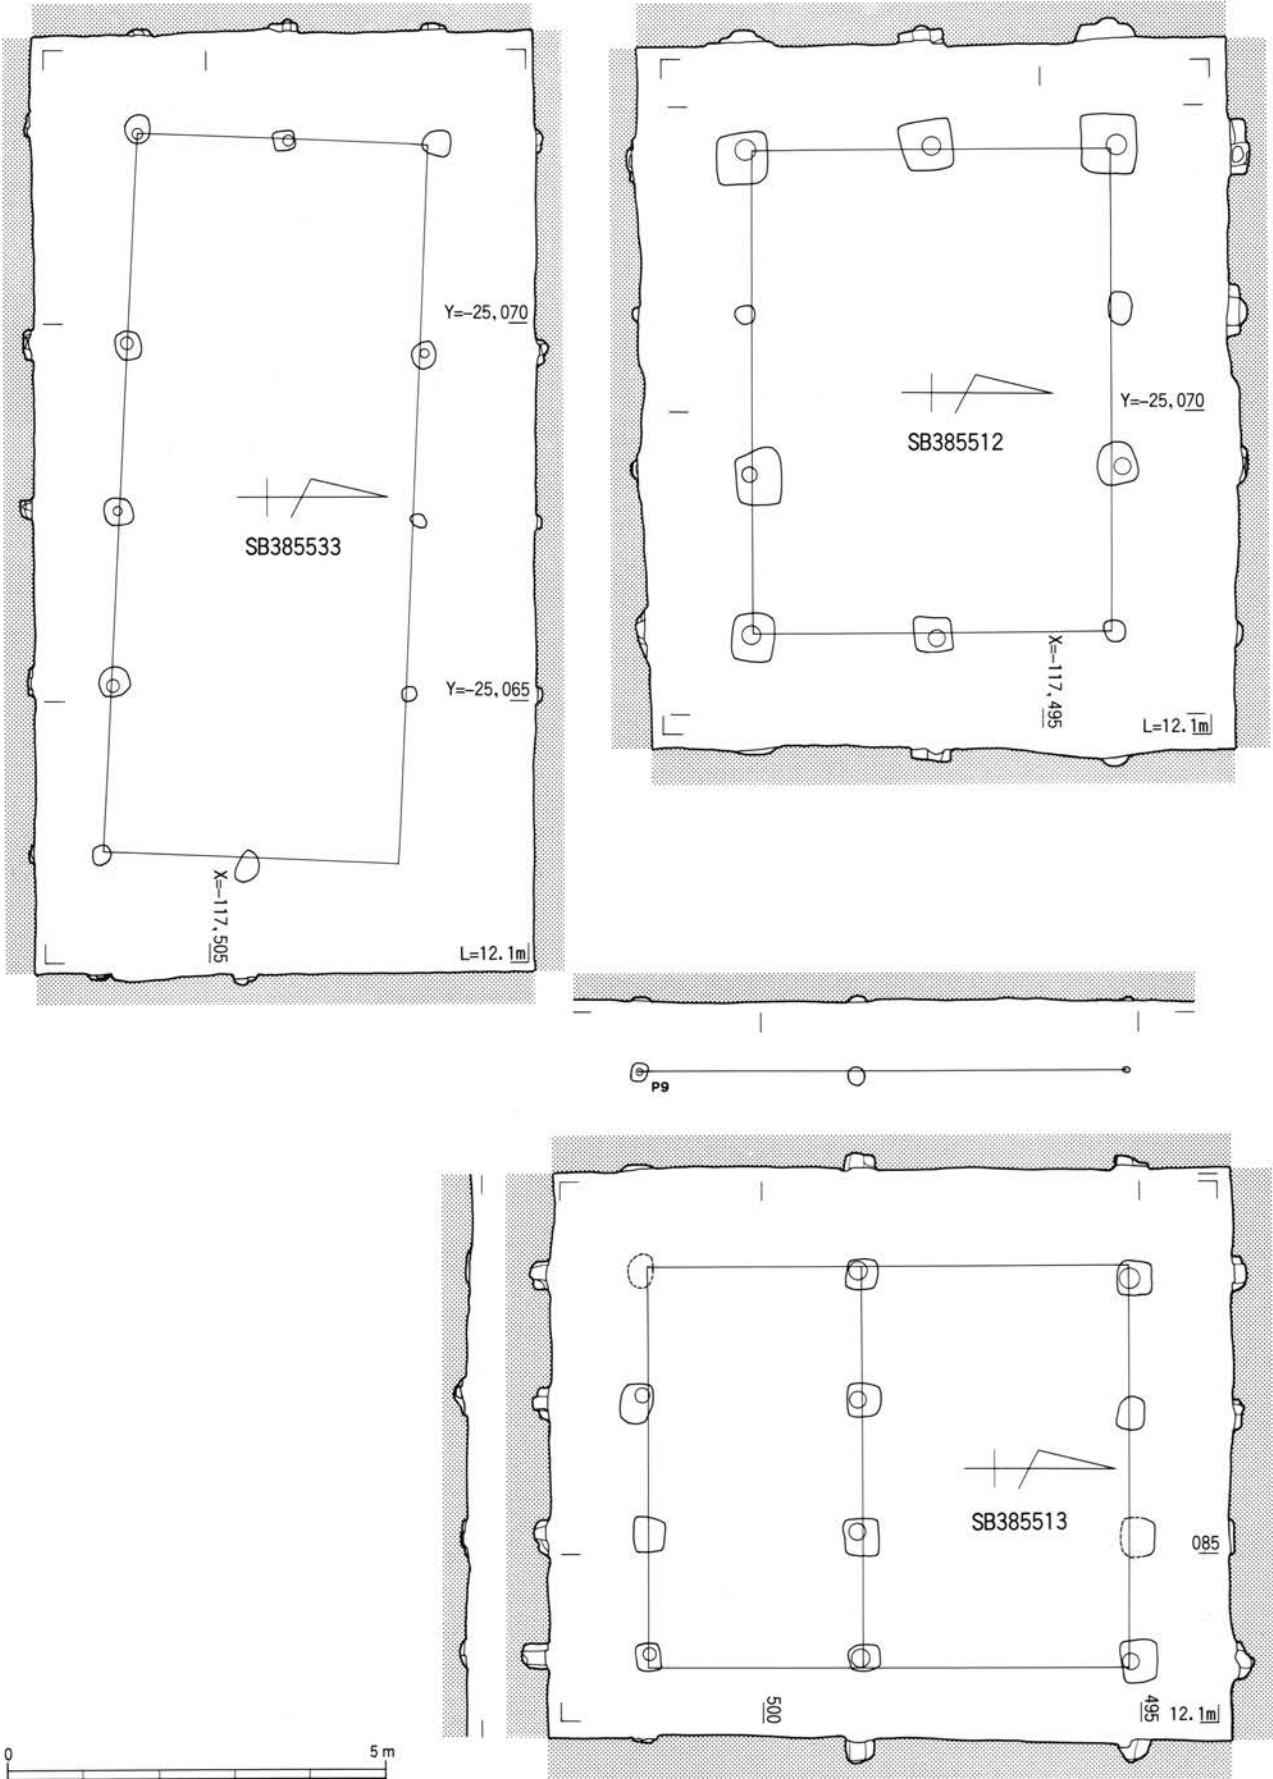 Y=-25,070
SB385533
Y=-25,065
X=-117,505
L=12.1m
Y=-25,070
SB385512
X=-117,495
L=12.1m
P9
SB385513
085
500
495
12.1m
0
5m